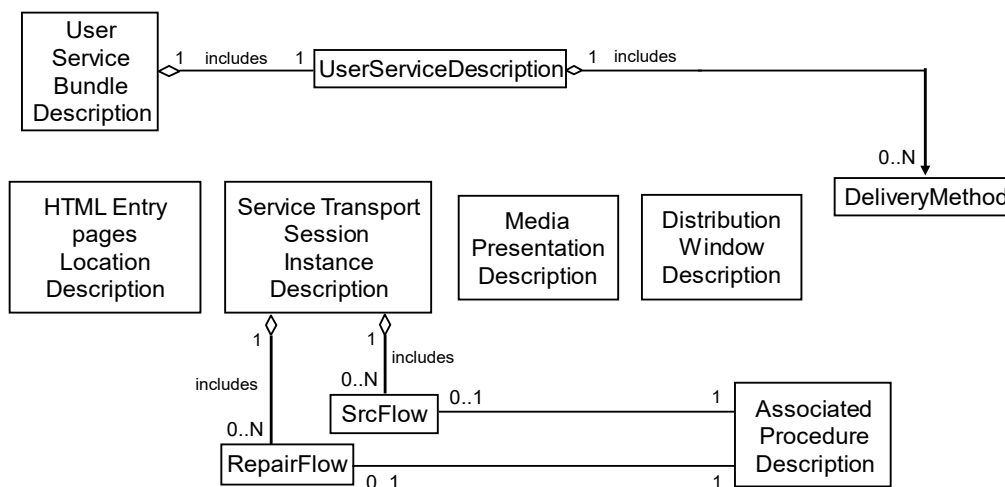 User
Service
Bundle
Description
1 includes 1
UserServiceDescription
1 includes
0..N
DeliveryMethod
HTML Entry
pages
Location
Description
Service Transport
Session
Instance
Description
Media
Presentation
Description
Distribution
Window
Description
1
includes
0..N
1
includes
0..N
SrcFlow
0..1
1
RepairFlow
0..1
1
Associated
Procedure
Description